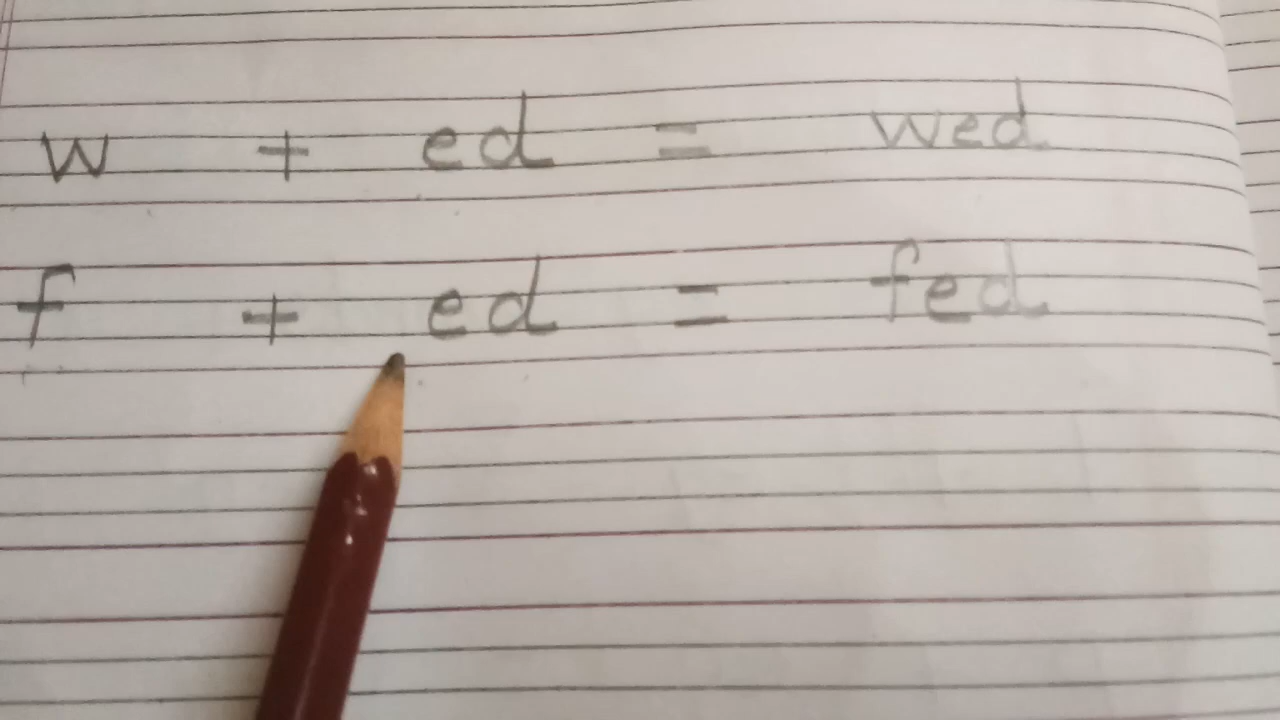 w + ed = wed
f + ed = fed